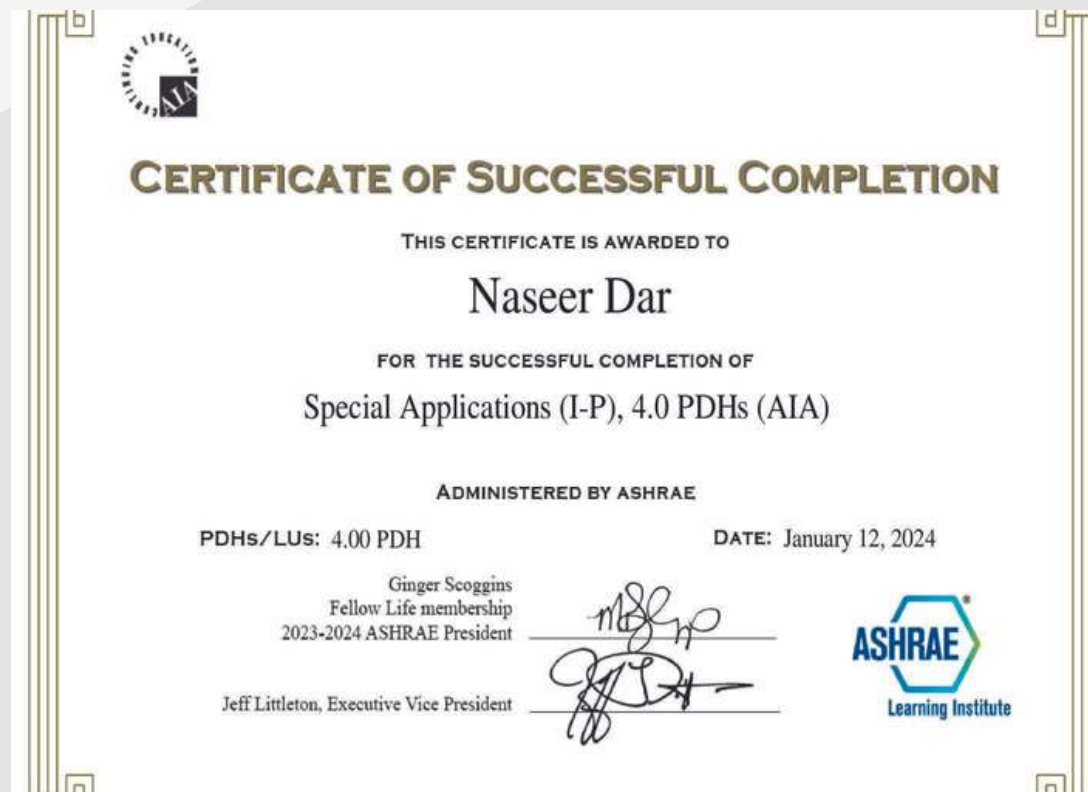 CONTINUING EDUCATION
AIA
CERTIFICATE OF SUCCESSFUL COMPLETION
THIS CERTIFICATE IS AWARDED TO
Naseer Dar
FOR THE SUCCESSFUL COMPLETION OF
Special Applications (I-P), 4.0 PDHs (AIA)
ADMINISTERED BY ASHRAE
PDHs/LUs: 4.00 PDH
DATE: January 12, 2024
Ginger Scoggins
Fellow Life membership
2023-2024 ASHRAE President
Jeff Littleton, Executive Vice President
ASHRAE®
Learning Institute